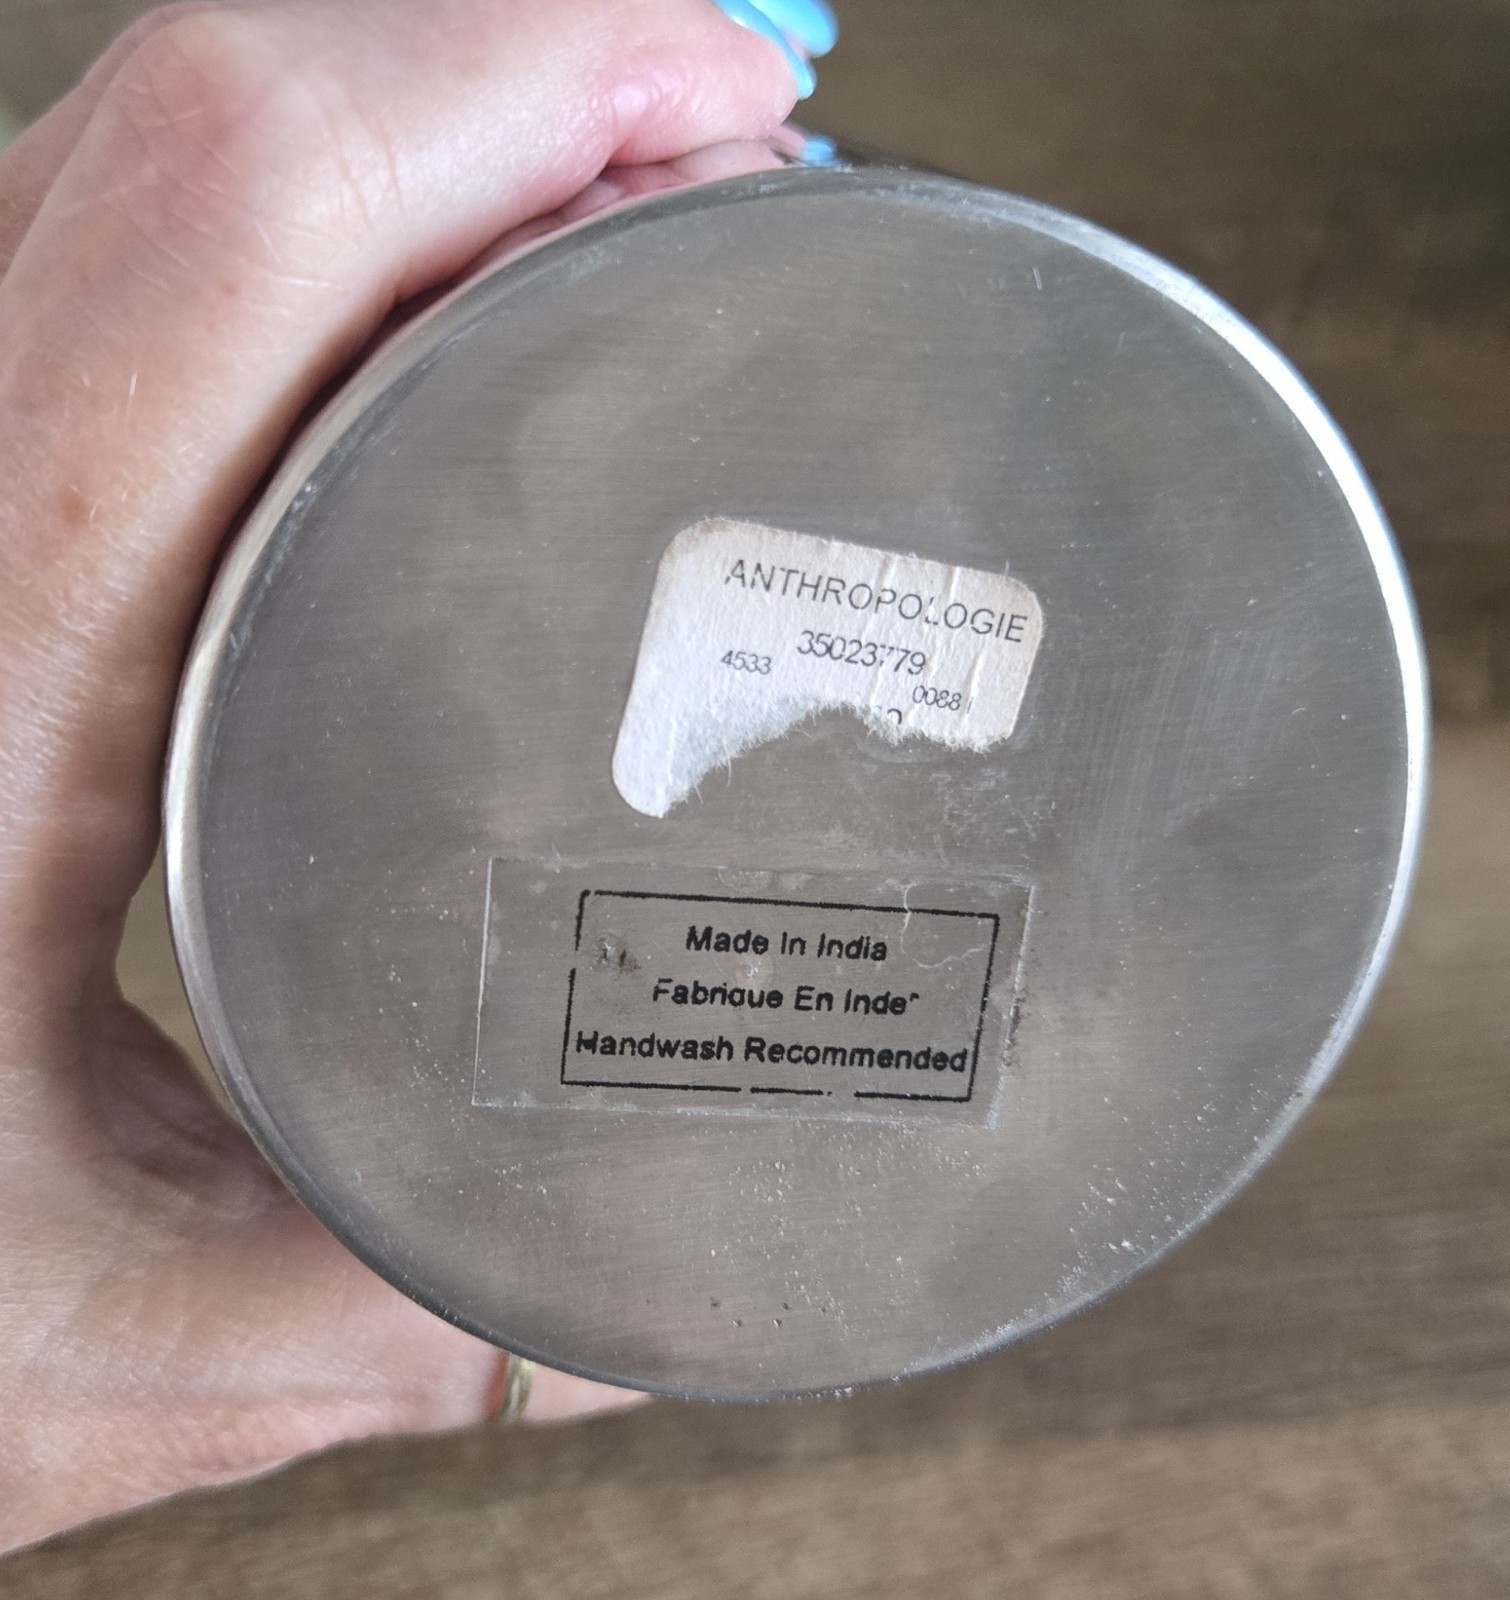 ANTHROPOLOGIE
35023779
4533
0088
Made In India
Fabrique En Inde
Handwash Recommended